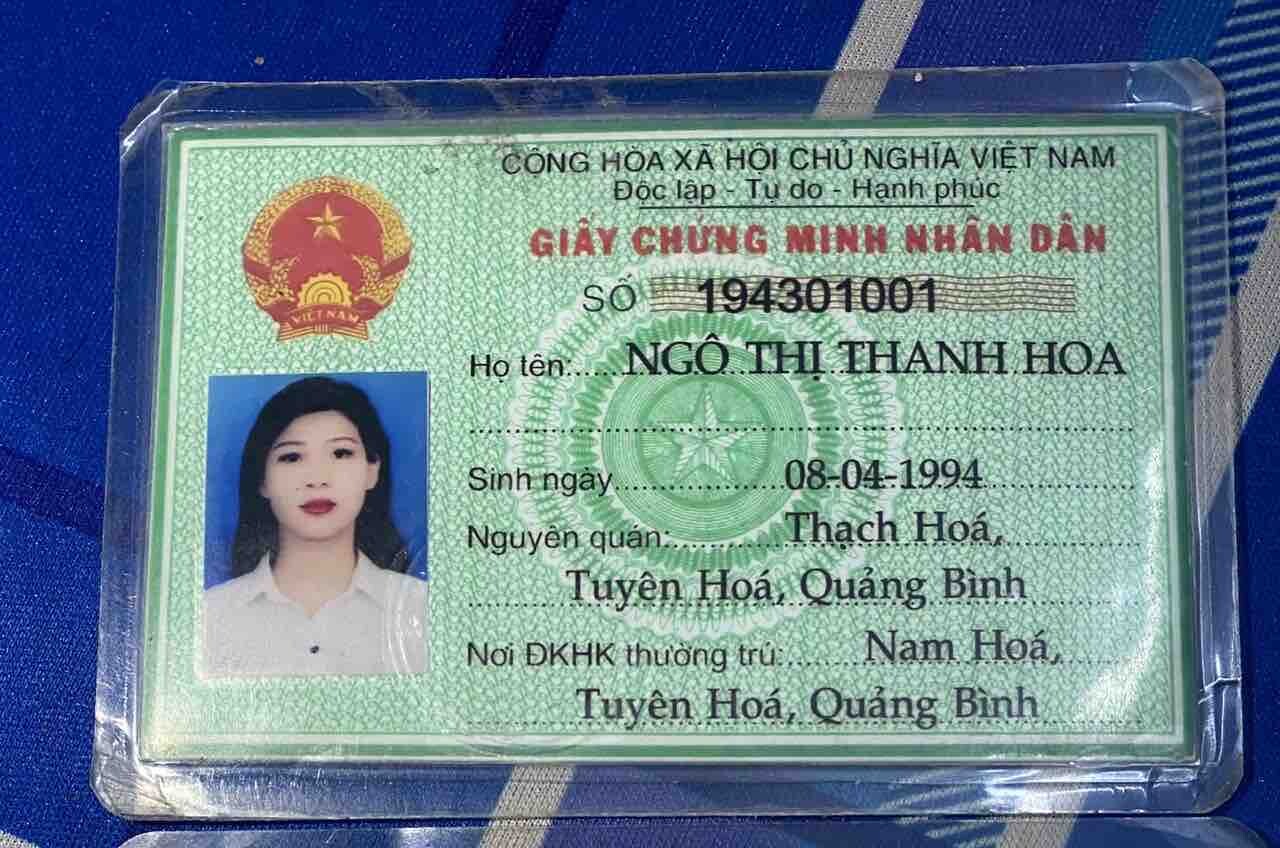 CỘNG HÒA XÃ HỘI CHỦ NGHĨA VIỆT NAM
Độc lập - Tự do - Hạnh phúc
GIẤY CHỨNG MINH NHÂN DÂN
SỐ 194301001
Họ tên: NGÔ THỊ THANH HOA
Sinh ngày 08-04-1994
Nguyên quán: Thạch Hoá,
Tuyên Hoá, Quảng Bình
Nơi ĐKHK thường trú: Nam Hoá,
Tuyên Hoá, Quảng Bình
VIỆT NAM